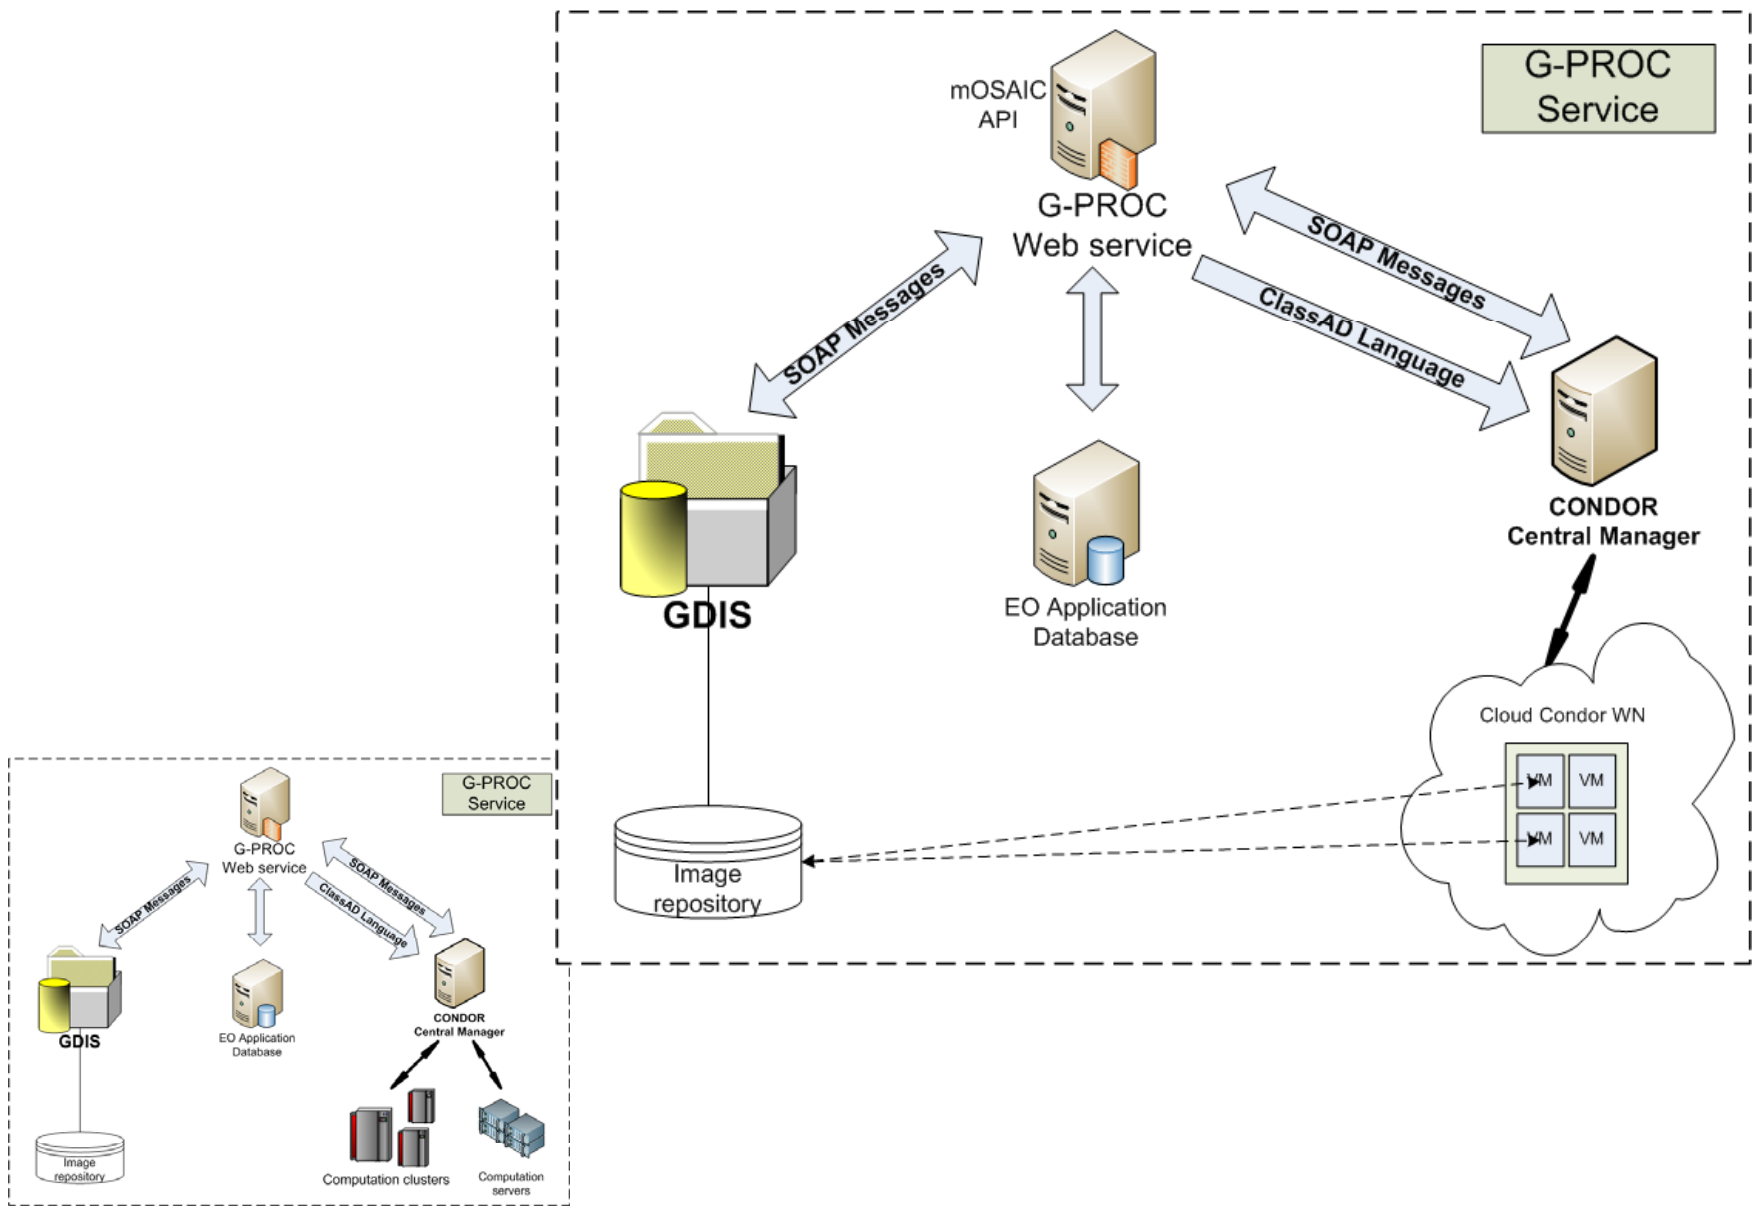 G-PROC
Service
mOSAIC
API
G-PROC
Web service
SOAP Messages
SOAP Messages
ClassAD Language
CONDOR
Central Manager
GDIS
EO Application
Database
Cloud Condor WN
VM VM
VM VM
Image
repository
G-PROC
Service
G-PROC
Web service
SOAP Messages
SOAP Messages
ClassAD Language
CONDOR
Central Manager
GDIS
EO Application
Database
Image
repository
Computation clusters
Computation
servers